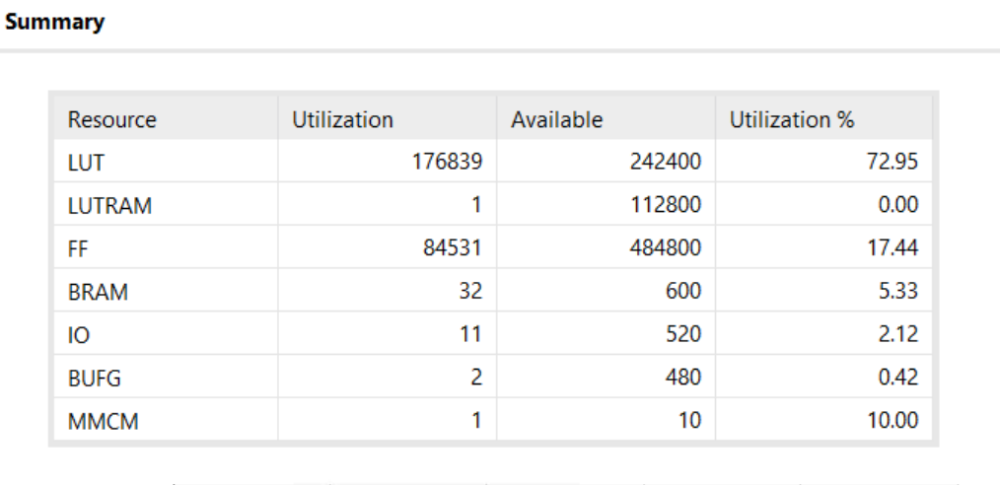 Summary
Resource Utilization Available Utilization %
LUT 176839 242400 72.95
LUTRAM 1 112800 0.00
FF 84531 484800 17.44
BRAM 32 600 5.33
IO 11 520 2.12
BUFG 2 480 0.42
MMCM 1 10 10.00